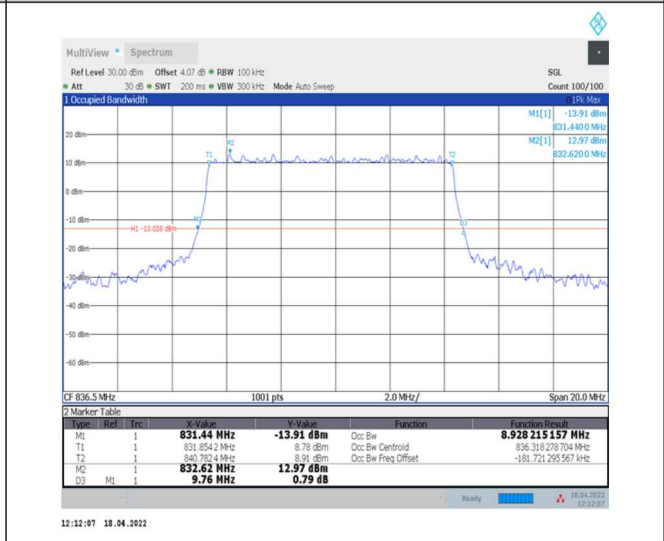 MultiView Spectrum
Ref Level 30.00 dBm Offset 4.07 dB RBW 100 kHz SGL
Att 30 dB SWT 200 ms VBW 300 kHz Mode Auto Sweep Count 100/100
1 Occupied Bandwidth 1Pk Max
M1[1] -13.91 dBm
831.4400 MHz
M2[1] 12.97 dBm
832.6200 MHz
20 dBm
M2
T1 T2
10 dBm
0 dBm
-10 dBm
M1 D3
H1 -13.028 dBm
-20 dBm
-30 dBm
-40 dBm
-50 dBm
-60 dBm
CF 836.5 MHz 1001 pts 2.0 MHz/ Span 20.0 MHz
2 Marker Table
Type Ref Trc X-Value Y-Value Function Function Result
M1 1 831.44 MHz -13.91 dBm Occ Bw 8.928 215 157 MHz
T1 1 831.854 2 MHz 8.78 dBm Occ Bw Centroid 836.318 278 704 MHz
T2 1 840.782 4 MHz 8.91 dBm Occ Bw Freq Offset -181.721 295 567 kHz
M2 1 832.62 MHz 12.97 dBm
D3 M1 1 9.76 MHz 0.79 dB
Ready 18.04.2022
12:12:07
12:12:07 18.04.2022